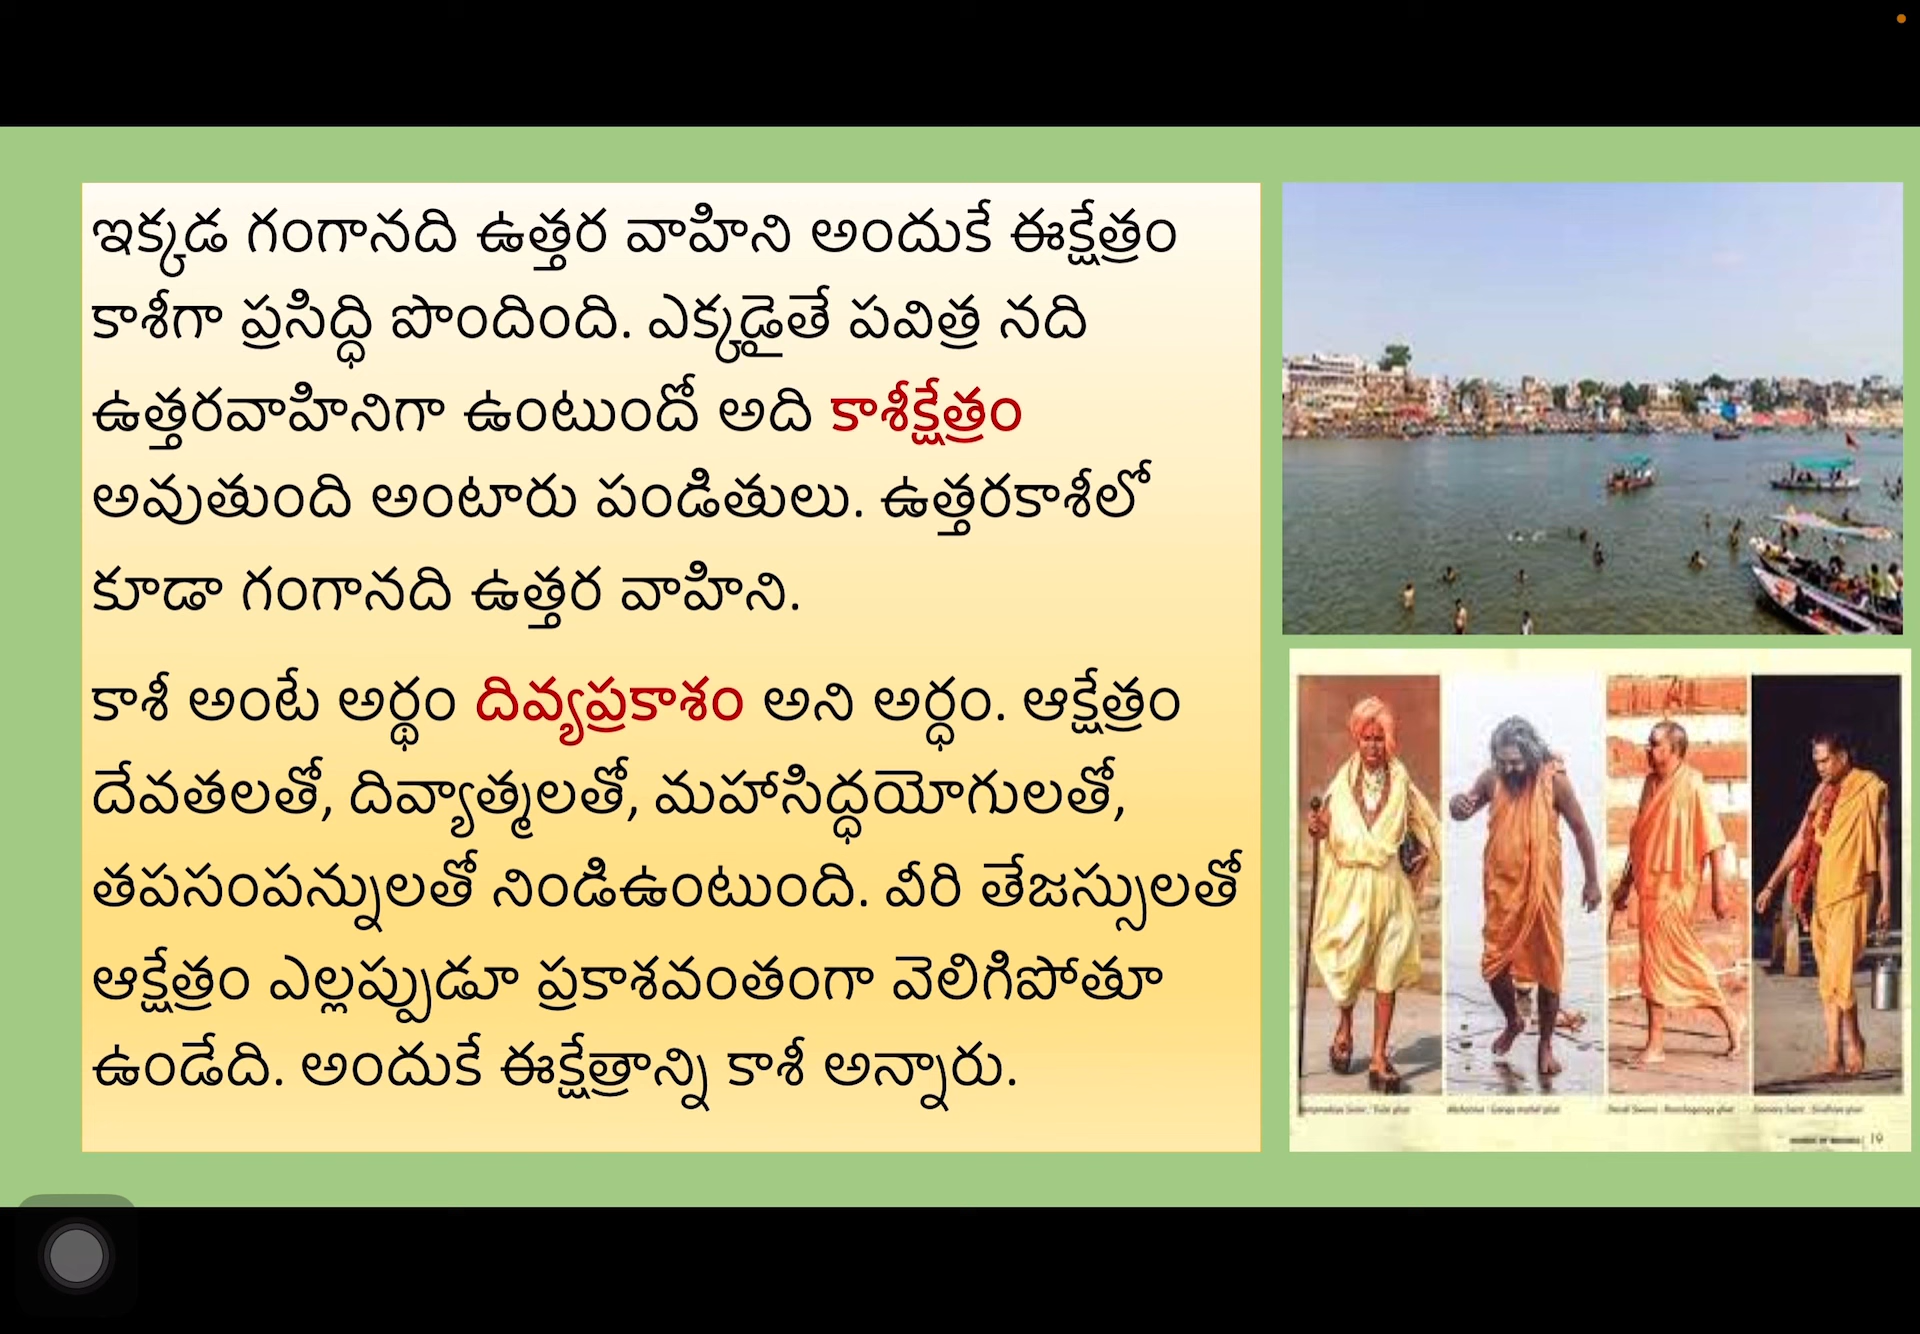 ఇక్కడ గంగానది ఉత్తర వాహిని అందుకే ఈక్షేత్రం
కాశీగా ప్రసిద్ధి పొందింది. ఎక్కడైతే పవిత్ర నది
ఉత్తరవాహినిగా ఉంటుందో అది కాశీక్షేత్రం
అవుతుంది అంటారు పండితులు. ఉత్తరకాశీలో
కూడా గంగానది ఉత్తర వాహిని.
కాశీ అంటే అర్థం దివ్యప్రకాశం అని అర్ధం. ఆక్షేత్రం
దేవతలతో, దివ్యాత్మలతో, మహాసిద్ధయోగులతో,
తపసంపన్నులతో నిండిఉంటుంది. వీరి తేజస్సులతో
ఆక్షేత్రం ఎల్లప్పుడూ ప్రకాశవంతంగా వెలిగిపోతూ
ఉండేది. అందుకే ఈక్షేత్రాన్ని కాశీ అన్నారు.
19